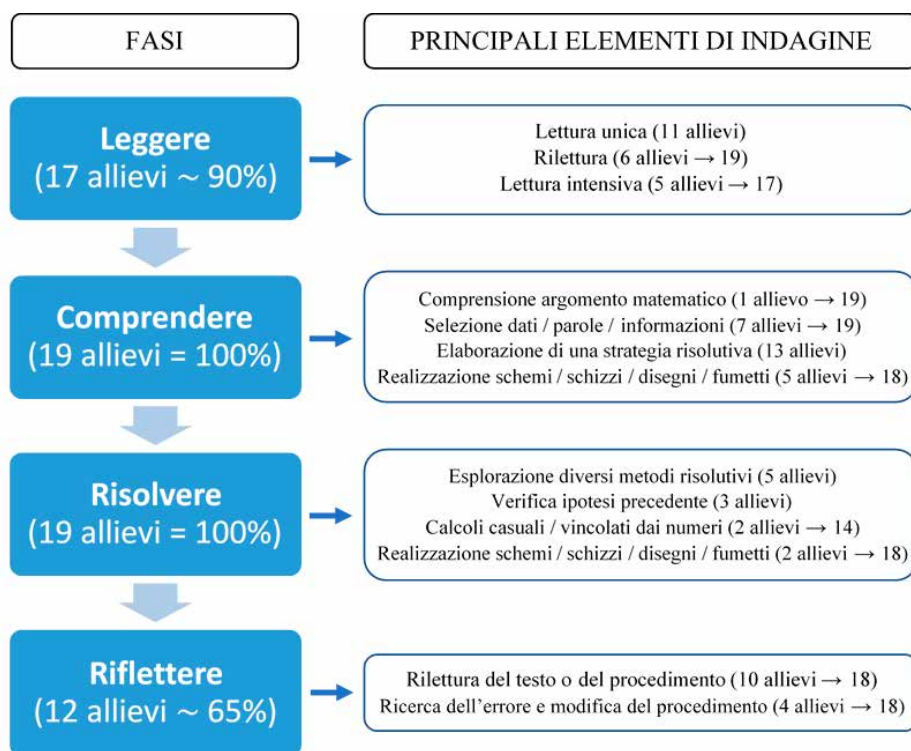 FASI
PRINCIPALI ELEMENTI DI INDAGINE
Leggere
(17 allievi ~ 90%)
Lettura unica (11 allievi)
Rilettura (6 allievi → 19)
Lettura intensiva (5 allievi → 17)
Comprendere
(19 allievi = 100%)
Comprensione argomento matematico (1 allievo → 19)
Selezione dati / parole / informazioni (7 allievi → 19)
Elaborazione di una strategia risolutiva (13 allievi)
Realizzazione schemi / schizzi / disegni / fumetti (5 allievi → 18)
Risolvere
(19 allievi = 100%)
Esplorazione diversi metodi risolutivi (5 allievi)
Verifica ipotesi precedente (3 allievi)
Calcoli casuali / vincolati dai numeri (2 allievi → 14)
Realizzazione schemi / schizzi / disegni / fumetti (2 allievi → 18)
Riflettere
(12 allievi ~ 65%)
Rilettura del testo o del procedimento (10 allievi → 18)
Ricerca dell'errore e modifica del procedimento (4 allievi → 18)